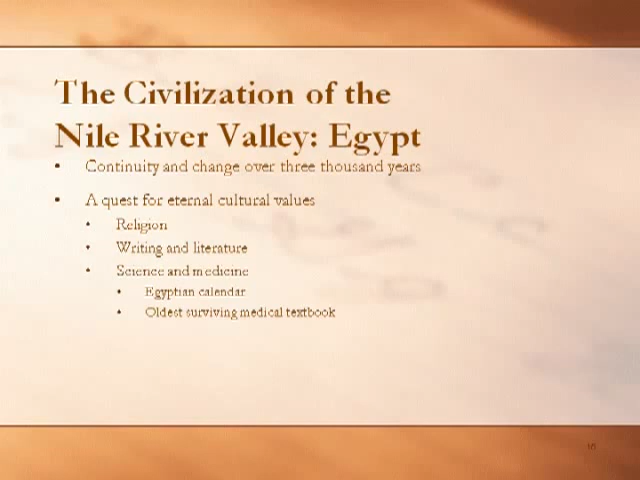 The Civilization of the
Nile River Valley: Egypt
• Continuity and change over three thousand years
• A quest for eternal cultural values
• Religion
• Writing and literature
• Science and medicine
• Egyptian calendar
• Oldest surviving medical textbook